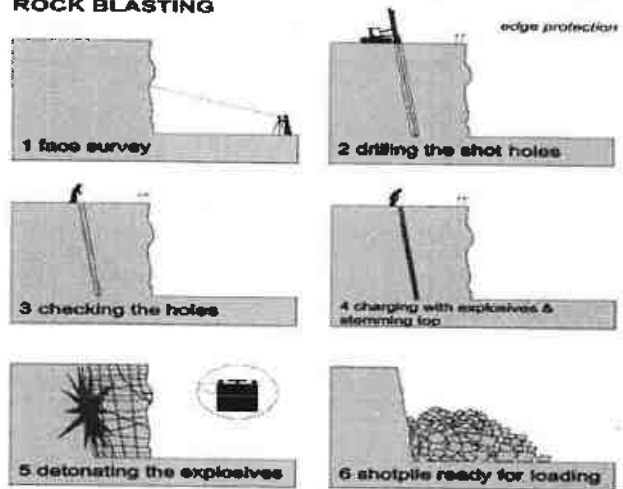 ROCK BLASTING
edge protection
1 face survey
2 drilling the shot holes
3 checking the holes
4 charging with explosives &
stemming top
5 detonating the explosives
6 shotpile ready for loading